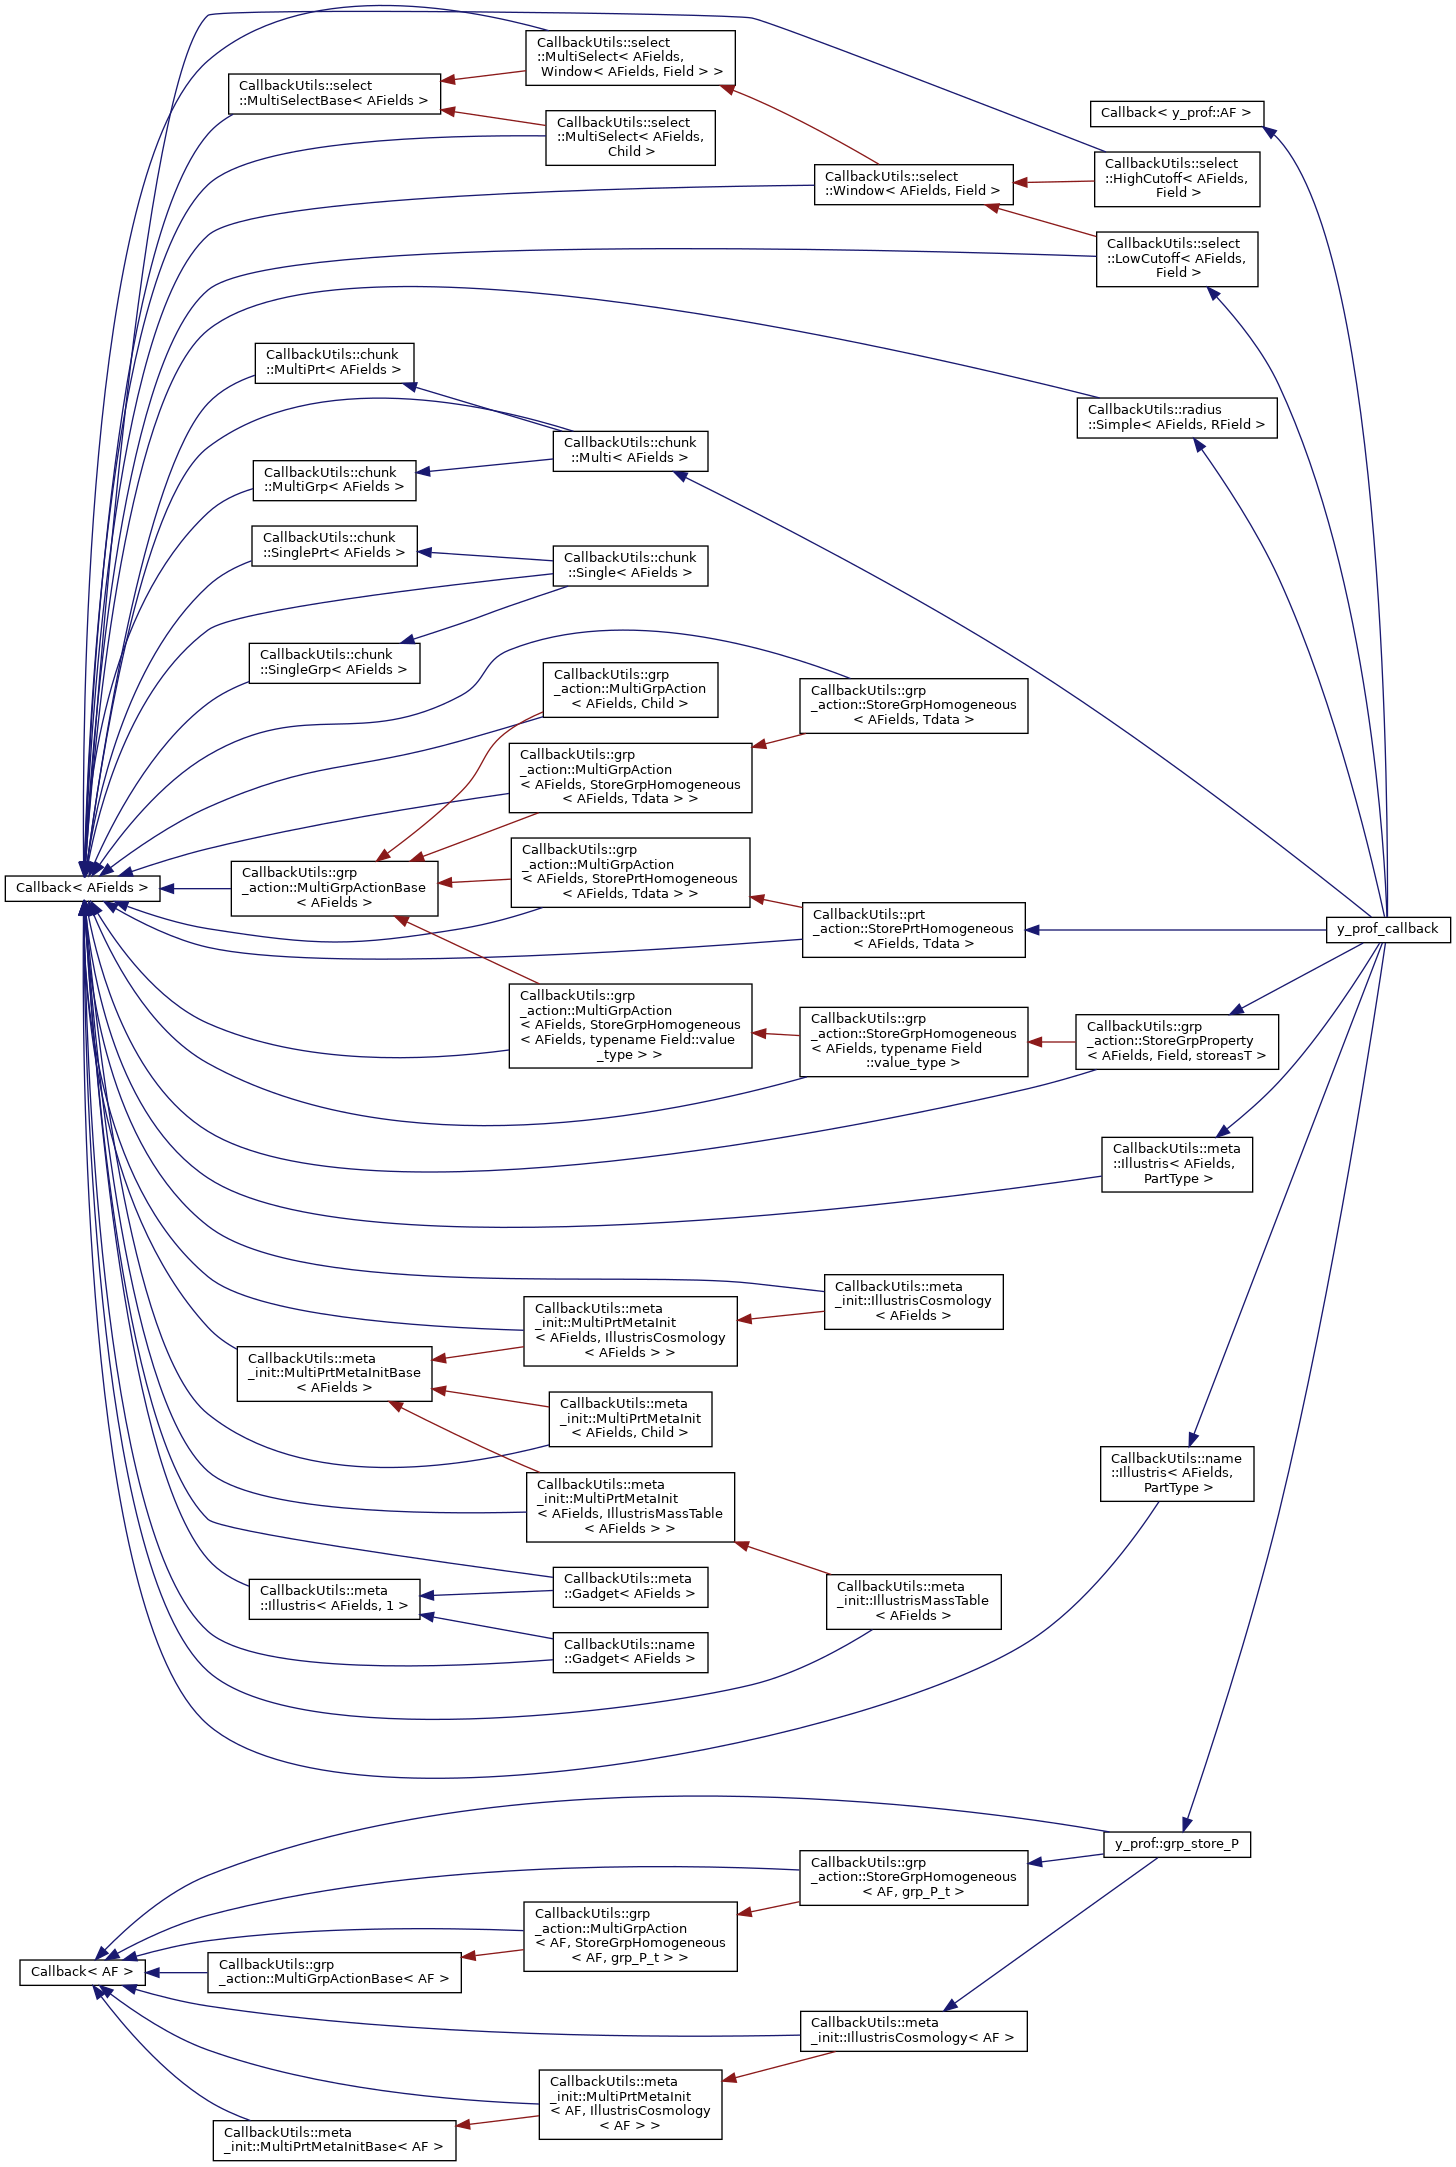 CallbackUtils::select
::MultiSelect< AFields,
Window< AFields, Field > >
CallbackUtils::select
::MultiSelectBase< AFields >
Callback< y_prof::AF >
CallbackUtils::select
::MultiSelect< AFields,
Child >
CallbackUtils::select
::HighCutoff< AFields,
Field >
CallbackUtils::select
::Window< AFields, Field >
CallbackUtils::select
::LowCutoff< AFields,
Field >
CallbackUtils::chunk
::MultiPrt< AFields >
CallbackUtils::radius
::Simple< AFields, RField >
CallbackUtils::chunk
::Multi< AFields >
CallbackUtils::chunk
::MultiGrp< AFields >
CallbackUtils::chunk
::SinglePrt< AFields >
CallbackUtils::chunk
::Single< AFields >
CallbackUtils::chunk
::SingleGrp< AFields >
CallbackUtils::grp
_action::MultiGrpAction
< AFields, Child >
CallbackUtils::grp
_action::StoreGrpHomogeneous
< AFields, Tdata >
CallbackUtils::grp
_action::MultiGrpAction
< AFields, StoreGrpHomogeneous
< AFields, Tdata > >
CallbackUtils::grp
_action::MultiGrpAction
< AFields, StorePrtHomogeneous
< AFields, Tdata > >
Callback< AFields >
CallbackUtils::grp
_action::MultiGrpActionBase
< AFields >
CallbackUtils::prt
_action::StorePrtHomogeneous
< AFields, Tdata >
y_prof_callback
CallbackUtils::grp
_action::MultiGrpAction
< AFields, StoreGrpHomogeneous
< AFields, typename Field::value
_type > >
CallbackUtils::grp
_action::StoreGrpHomogeneous
< AFields, typename Field
::value_type >
CallbackUtils::grp
_action::StoreGrpProperty
< AFields, Field, storeasT >
CallbackUtils::meta
::Illustris< AFields,
PartType >
CallbackUtils::meta
_init::IllustrisCosmology
< AFields >
CallbackUtils::meta
_init::MultiPrtMetaInit
< AFields, IllustrisCosmology
< AFields > >
CallbackUtils::meta
_init::MultiPrtMetaInitBase
< AFields >
CallbackUtils::meta
_init::MultiPrtMetaInit
< AFields, Child >
CallbackUtils::name
::Illustris< AFields,
PartType >
CallbackUtils::meta
_init::MultiPrtMetaInit
< AFields, IllustrisMassTable
< AFields > >
CallbackUtils::meta
::Gadget< AFields >
CallbackUtils::meta
::Illustris< AFields, 1 >
CallbackUtils::meta
_init::IllustrisMassTable
< AFields >
CallbackUtils::name
::Gadget< AFields >
y_prof::grp_store_P
CallbackUtils::grp
_action::StoreGrpHomogeneous
< AF, grp_P_t >
CallbackUtils::grp
_action::MultiGrpAction
< AF, StoreGrpHomogeneous
< AF, grp_P_t > >
Callback< AF >
CallbackUtils::grp
_action::MultiGrpActionBase< AF >
CallbackUtils::meta
_init::IllustrisCosmology< AF >
CallbackUtils::meta
_init::MultiPrtMetaInit
< AF, IllustrisCosmology
< AF > >
CallbackUtils::meta
_init::MultiPrtMetaInitBase< AF >